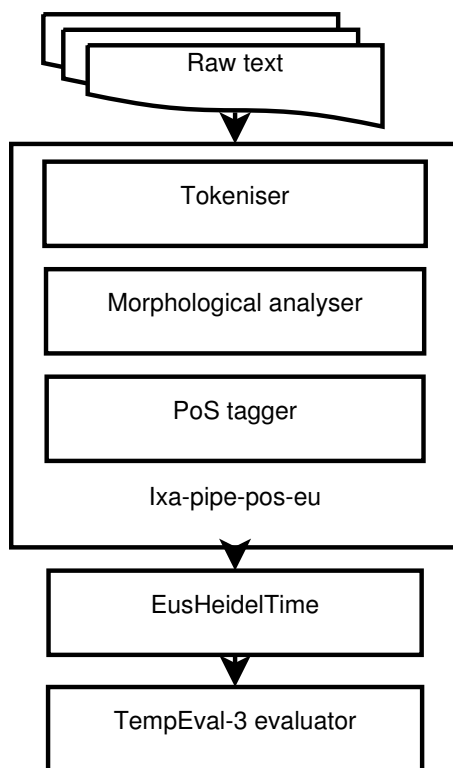 Raw text
Tokeniser
Morphological analyser
PoS tagger
Ixa-pipe-pos-eu
EusHeidelTime
TempEval-3 evaluator